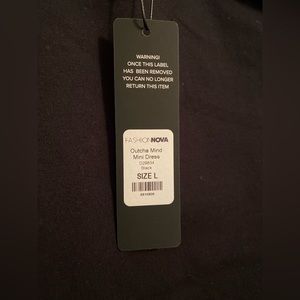 WARNING!
ONCE THIS LABEL
HAS BEEN REMOVED
YOU CAN NO LONGER
RETURN THIS ITEM
FASHIONNOVA
Outcha Mind
Mini Dress
Black
SIZE L